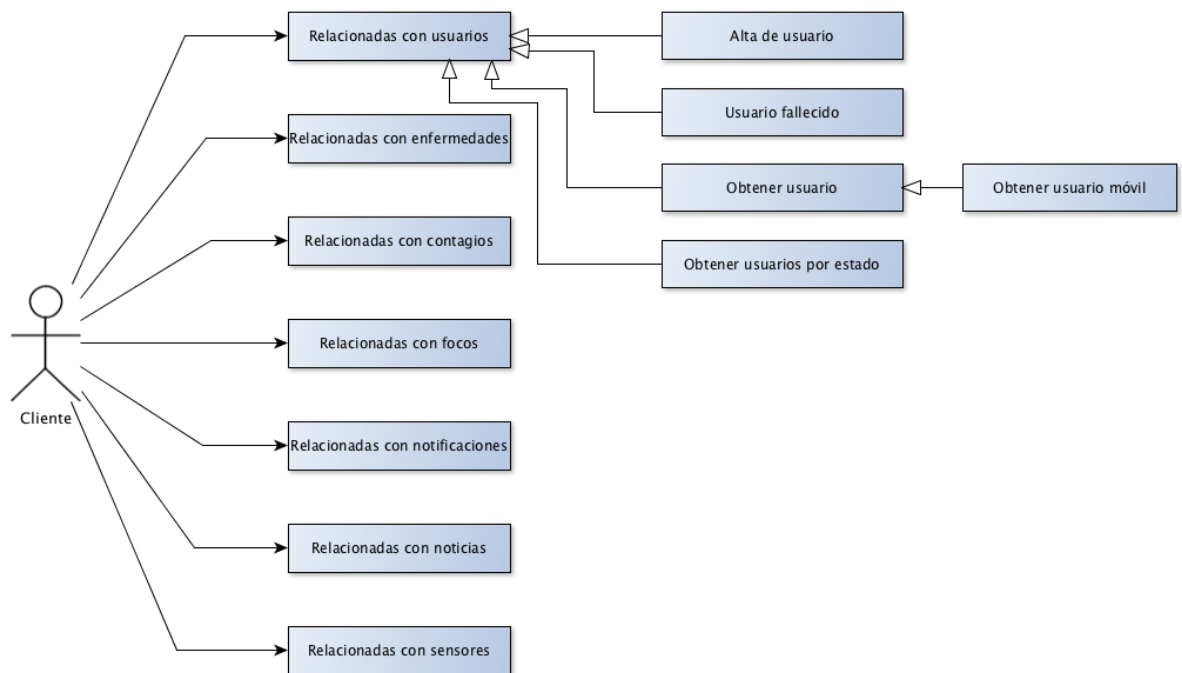 Relacionadas con usuarios
Alta de usuario
Usuario fallecido
Relacionadas con enfermedades
Obtener usuario
Obtener usuario móvil
Relacionadas con contagios
Obtener usuarios por estado
Relacionadas con focos
Cliente
Relacionadas con notificaciones
Relacionadas con noticias
Relacionadas con sensores